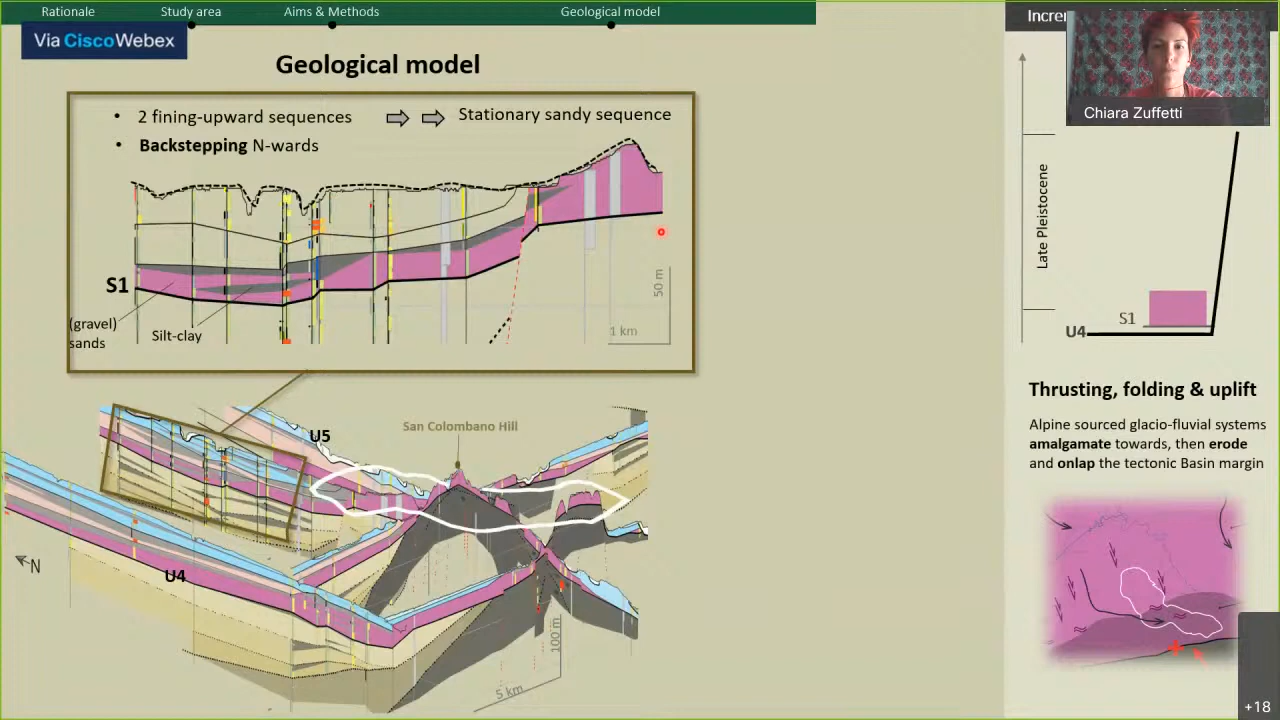 Rationale
Study area
Aims & Methods
Geological model
Via CiscoWebex
Geological model
• 2 fining-upward sequences
Stationary sandy sequence
• Backstepping N-wards
S1
(gravel)
sands
Silt-clay
50 m
1 km
U5
San Colombano Hill
N
U4
100 m
5 km
Chiara Zuffetti
Late Pleistocene
S1
U4
Thrusting, folding & uplift
Alpine sourced glacio-fluvial systems
amalgamate towards, then erode
and onlap the tectonic Basin margin
+18